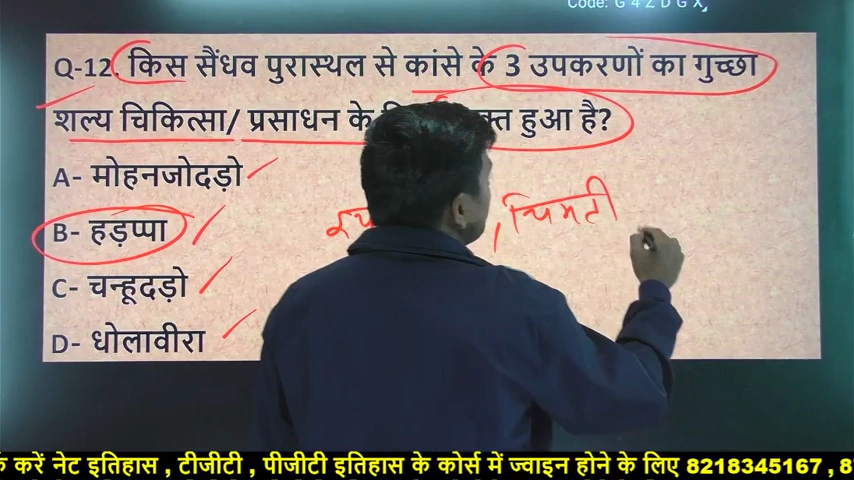 Code: G 4 Z D G X
Q-12. किस सैंधव पुरास्थल से कांसे के 3 उपकरणों का गुच्छा
शल्य चिकित्सा/ प्रसाधन के हुआ है?
A- मोहनजोदड़ो
B- हड़प्पा
, चिमटी
C- चन्हूदड़ो
D- धोलावीरा
करें नेट इतिहास , टीजीटी , पीजीटी इतिहास के कोर्स में ज्वाइन होने के लिए 8218345167 , 8